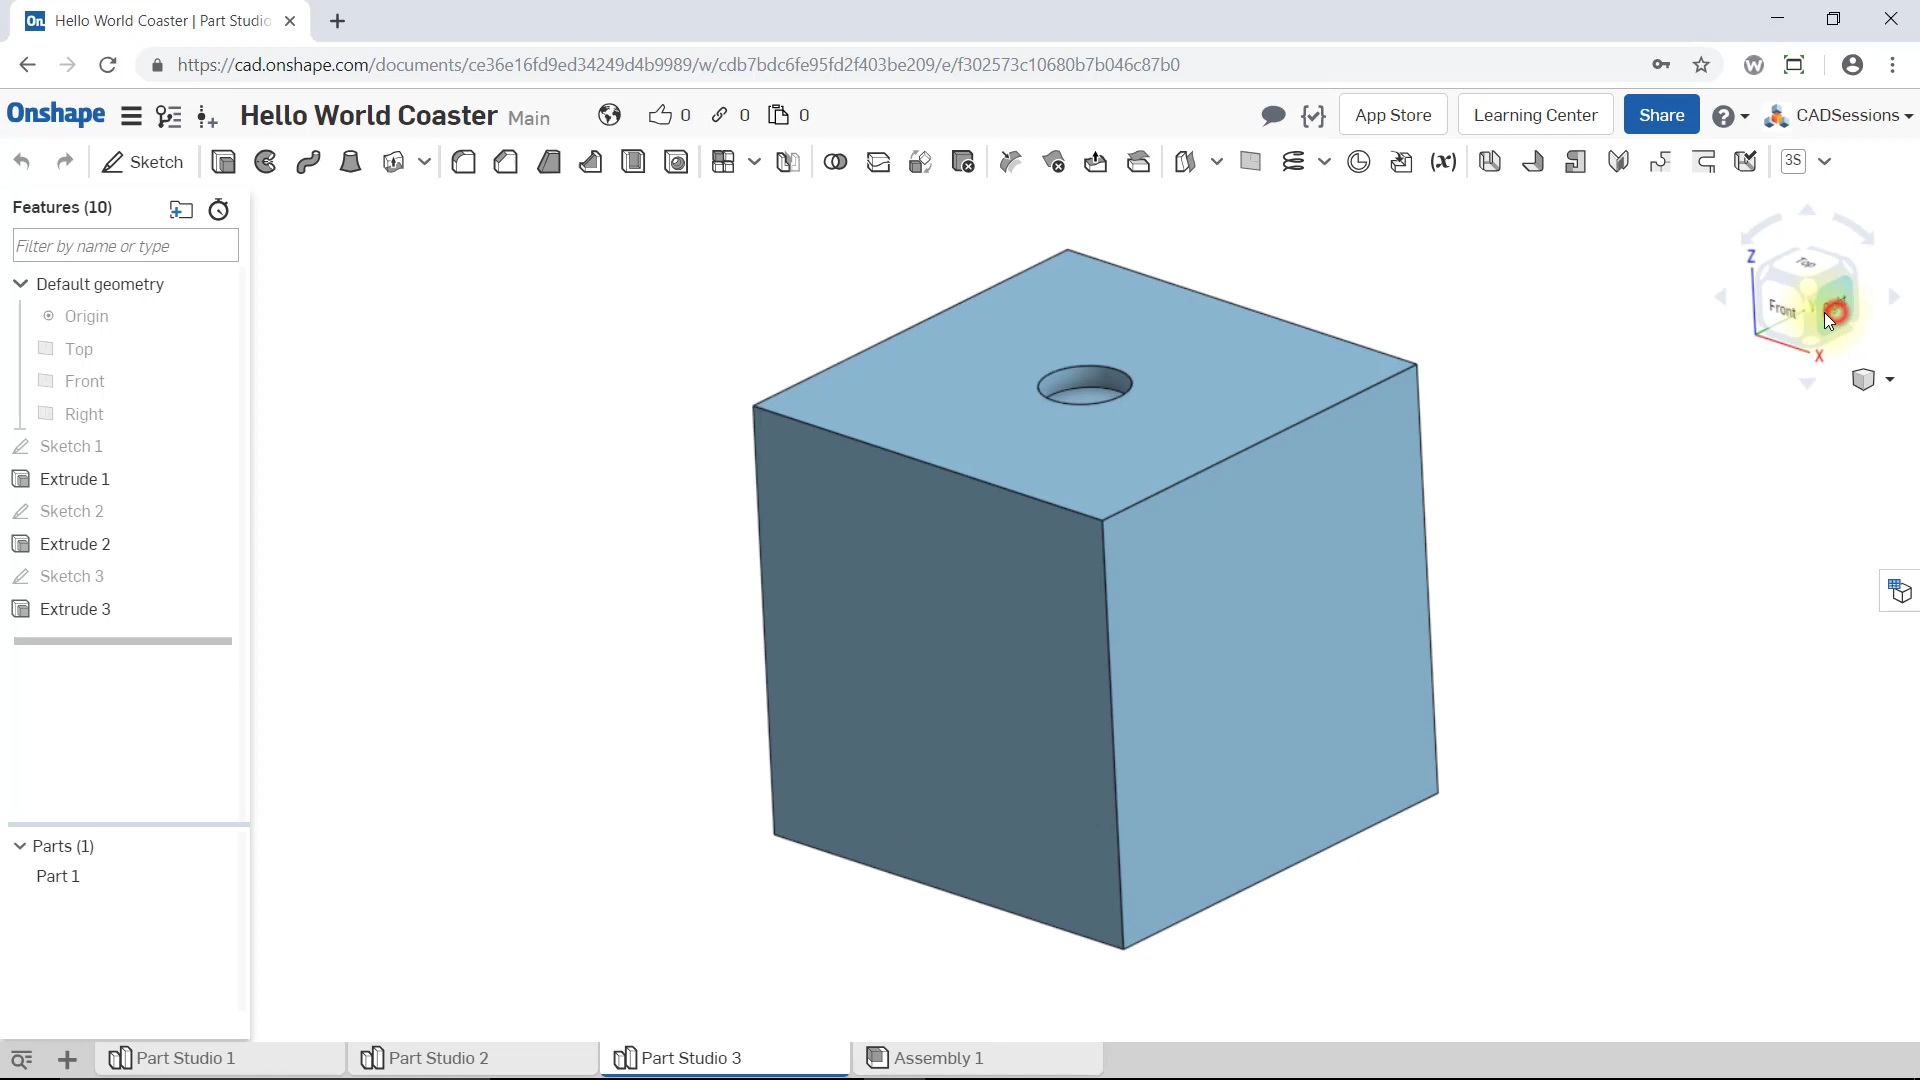 On Hello World Coaster | Part Studio
https://cad.onshape.com/documents/ce36e16fd9ed34249d4b9989/w/cdb7bdc6fe95fd2f403be209/e/f302573c10680b7b046c87b0
W
Onshape Hello World Coaster Main 0 0 0 App Store Learning Center Share CADSessions
Sketch (x) 3S
Features (10)
Filter by name or type
Default geometry
Origin
Top
Front
Right
Sketch 1
Extrude 1
Sketch 2
Extrude 2
Sketch 3
Extrude 3
Parts (1)
Part 1
Z
Top
Front
Y
X
Part Studio 1 Part Studio 2 Part Studio 3 Assembly 1